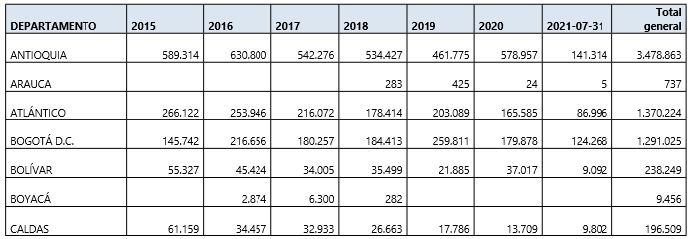 DEPARTAMENTO 2015 2016 2017 2018 2019 2020 2021-07-31 Total general
ANTIOQUIA 589.314 630.800 542.276 534.427 461.775 578.957 141.314 3.478.863
ARAUCA 283 425 24 5 737
ATLÁNTICO 266.122 253.946 216.072 178.414 203.089 165.585 86.996 1.370.224
BOGOTÁ D.C. 145.742 216.656 180.257 184.413 259.811 179.878 124.268 1.291.025
BOLÍVAR 55.327 45.424 34.005 35.499 21.885 37.017 9.092 238.249
BOYACÁ 2.874 6.300 282 9.456
CALDAS 61.159 34.457 32.933 26.663 17.786 13.709 9.802 196.509